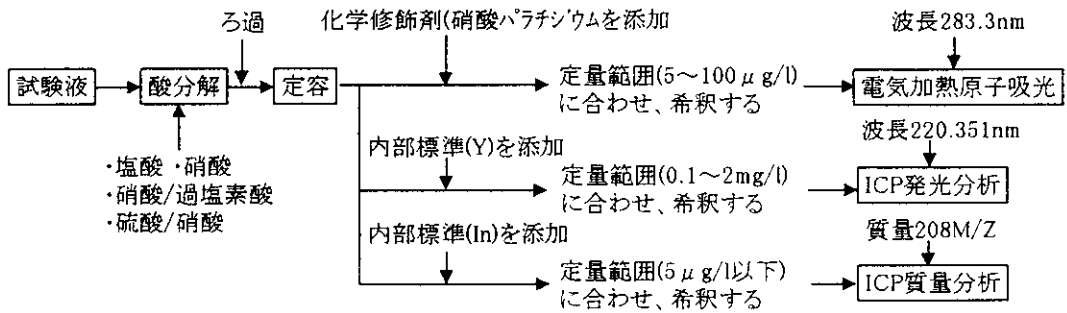 ろ過
化学修飾剤(硝酸パラチジウムを添加
波長283.3nm
試験液
酸分解
定容
定量範囲(5～100μg/l)
に合わせ、希釈する
電気加熱原子吸光
・塩酸 ・硝酸
・硝酸/過塩素酸
・硫酸/硝酸
内部標準(Y)を添加
定量範囲(0.1～2mg/l)
に合わせ、希釈する
波長220.351nm
ICP発光分析
内部標準(In)を添加
定量範囲(5μg/l以下)
に合わせ、希釈する
質量208M/Z
ICP質量分析